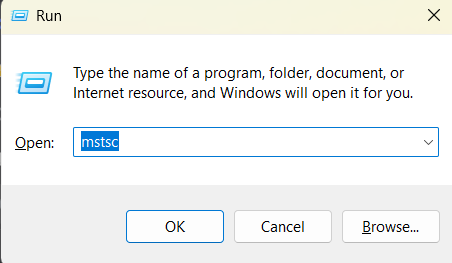 Run
Type the name of a program, folder, document, or
Internet resource, and Windows will open it for you.
Open: mstsc
OK Cancel Browse...